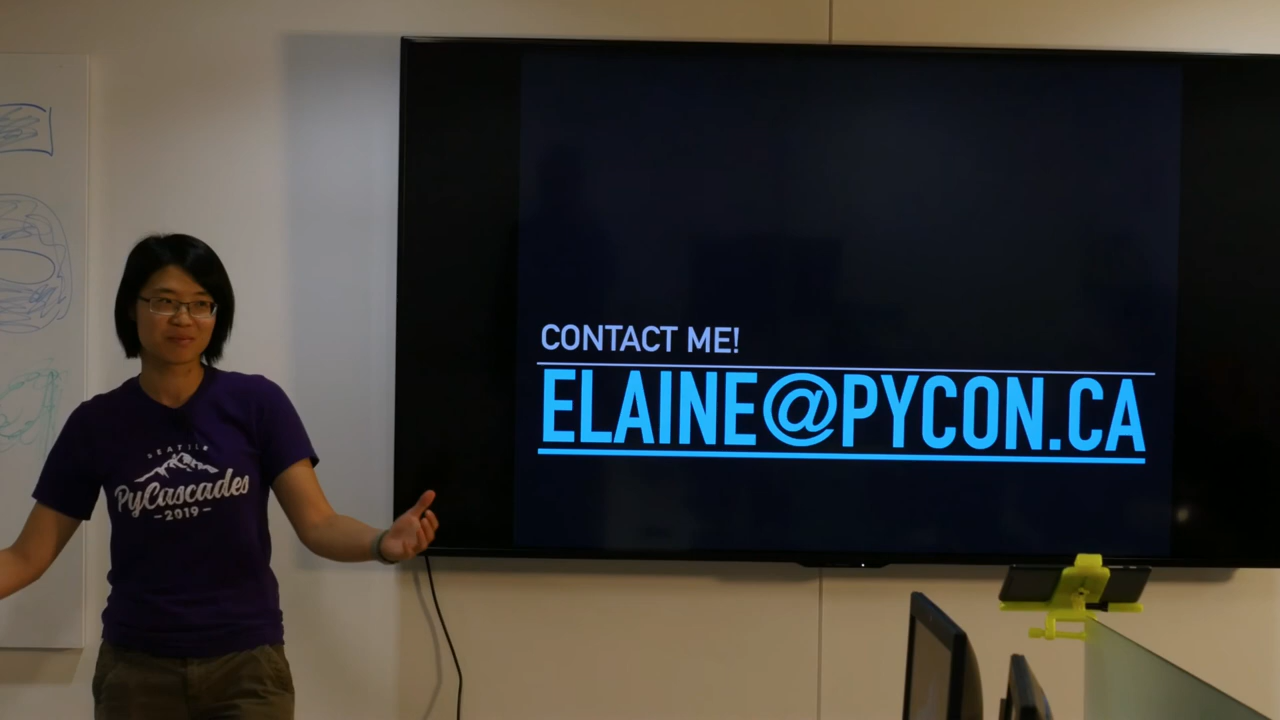 CONTACT ME!
ELAINE@PYCON.CA
SEATTLE
PyCascades
-2019-